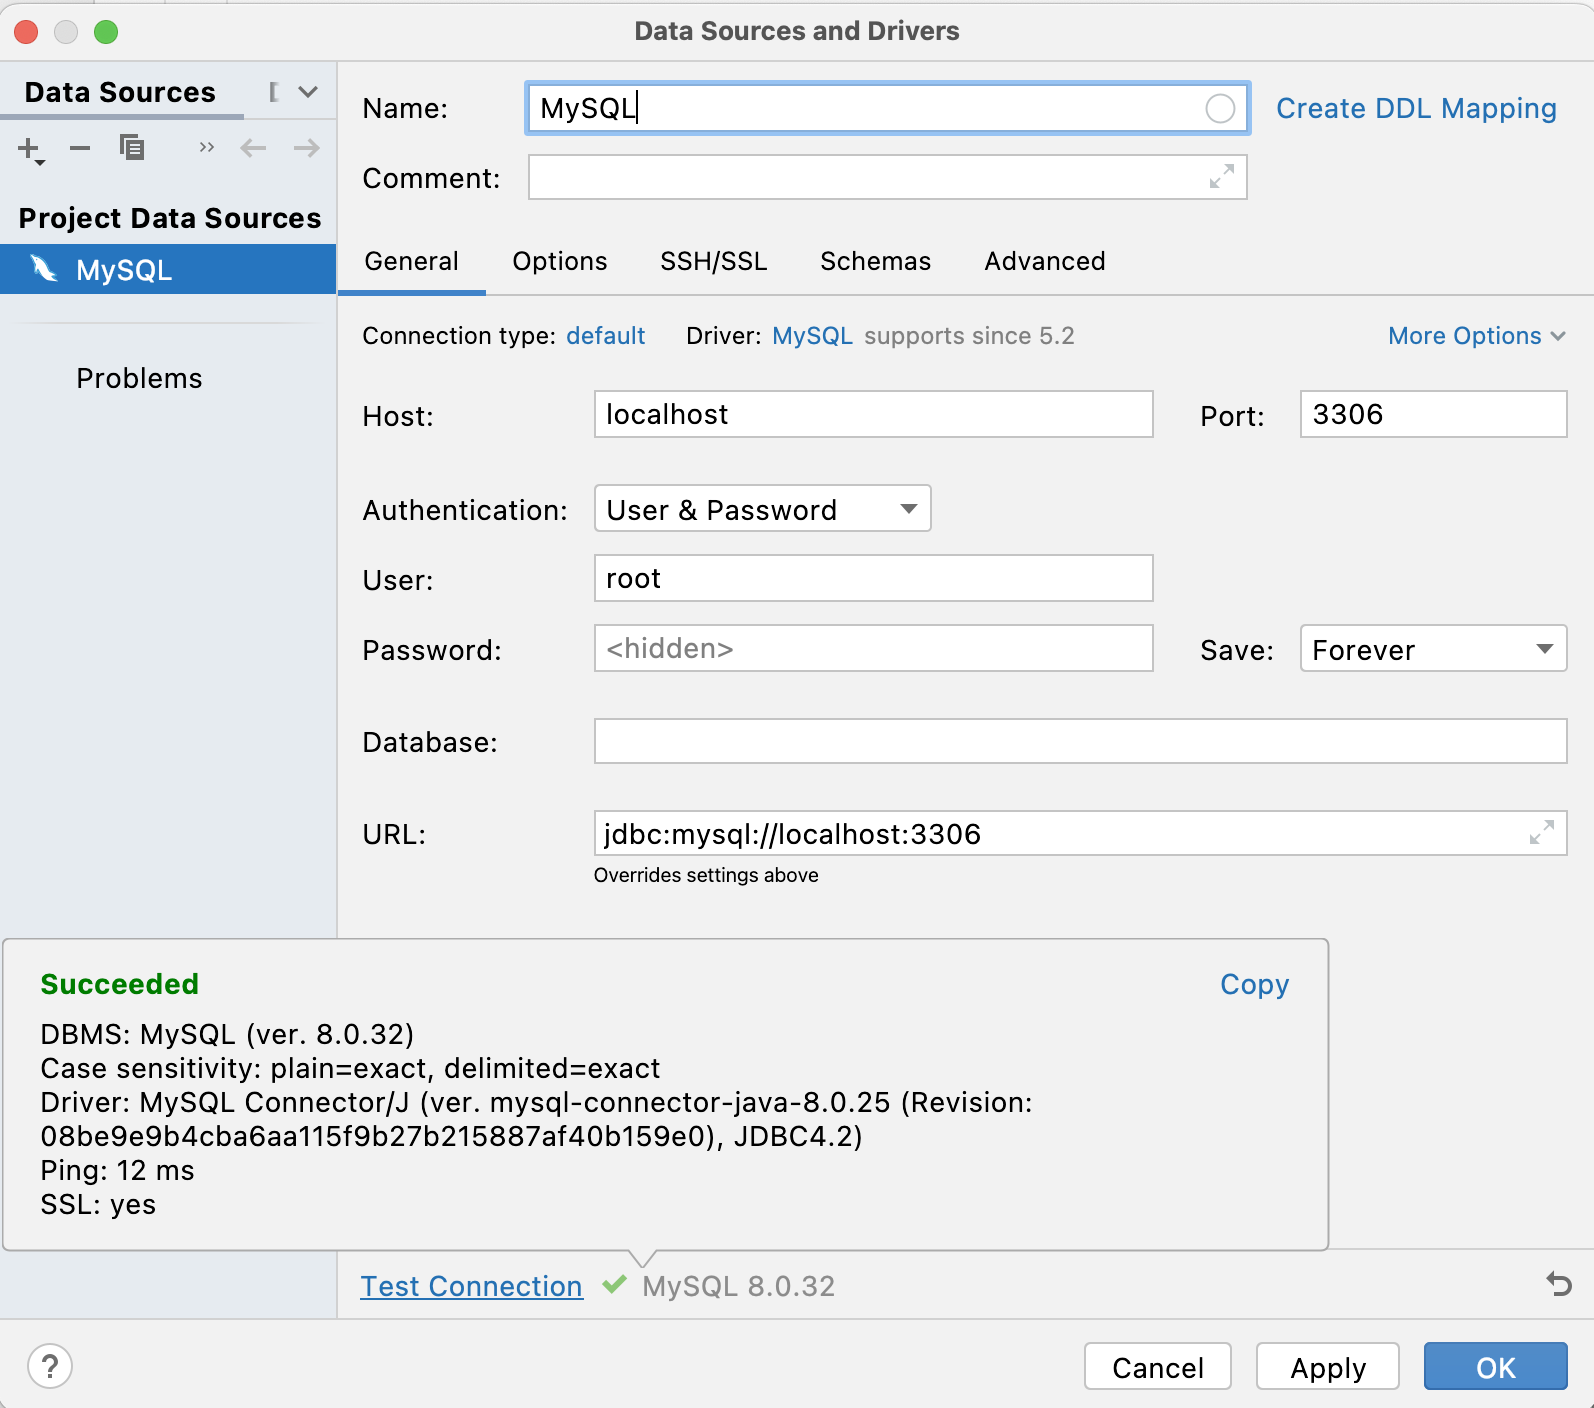 Data Sources and Drivers
Data Sources
Name: MySQL Create DDL Mapping
Comment:
Project Data Sources
MySQL
Problems
General Options SSH/SSL Schemas Advanced
Connection type: default Driver: MySQL supports since 5.2 More Options
Host: localhost Port: 3306
Authentication: User & Password
User: root
Password: <hidden> Save: Forever
Database:
URL: jdbc:mysql://localhost:3306
Overrides settings above
Succeeded Copy
DBMS: MySQL (ver. 8.0.32)
Case sensitivity: plain=exact, delimited=exact
Driver: MySQL Connector/J (ver. mysql-connector-java-8.0.25 (Revision:
08be9e9b4cba6aa115f9b27b215887af40b159e0), JDBC4.2)
Ping: 12 ms
SSL: yes
Test Connection MySQL 8.0.32
? Cancel Apply OK